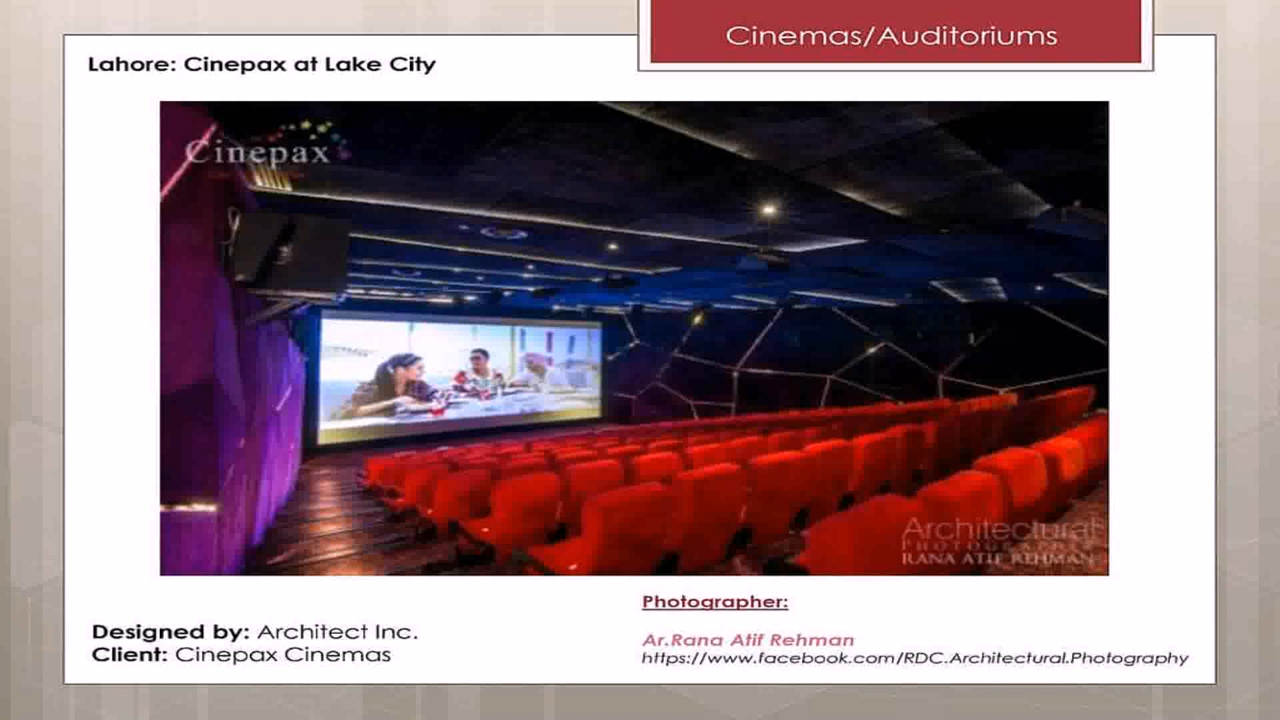 Cinemas/Auditoriums
Lahore: Cinepax at Lake City
Cinepax
Architectural
PHOTOGRAPHY
RANA ATIF REHMAN
Designed by: Architect Inc.
Client: Cinepax Cinemas
Photographer:
Ar.Rana Atif Rehman
https://www.facebook.com/RDC.Architectural.Photography